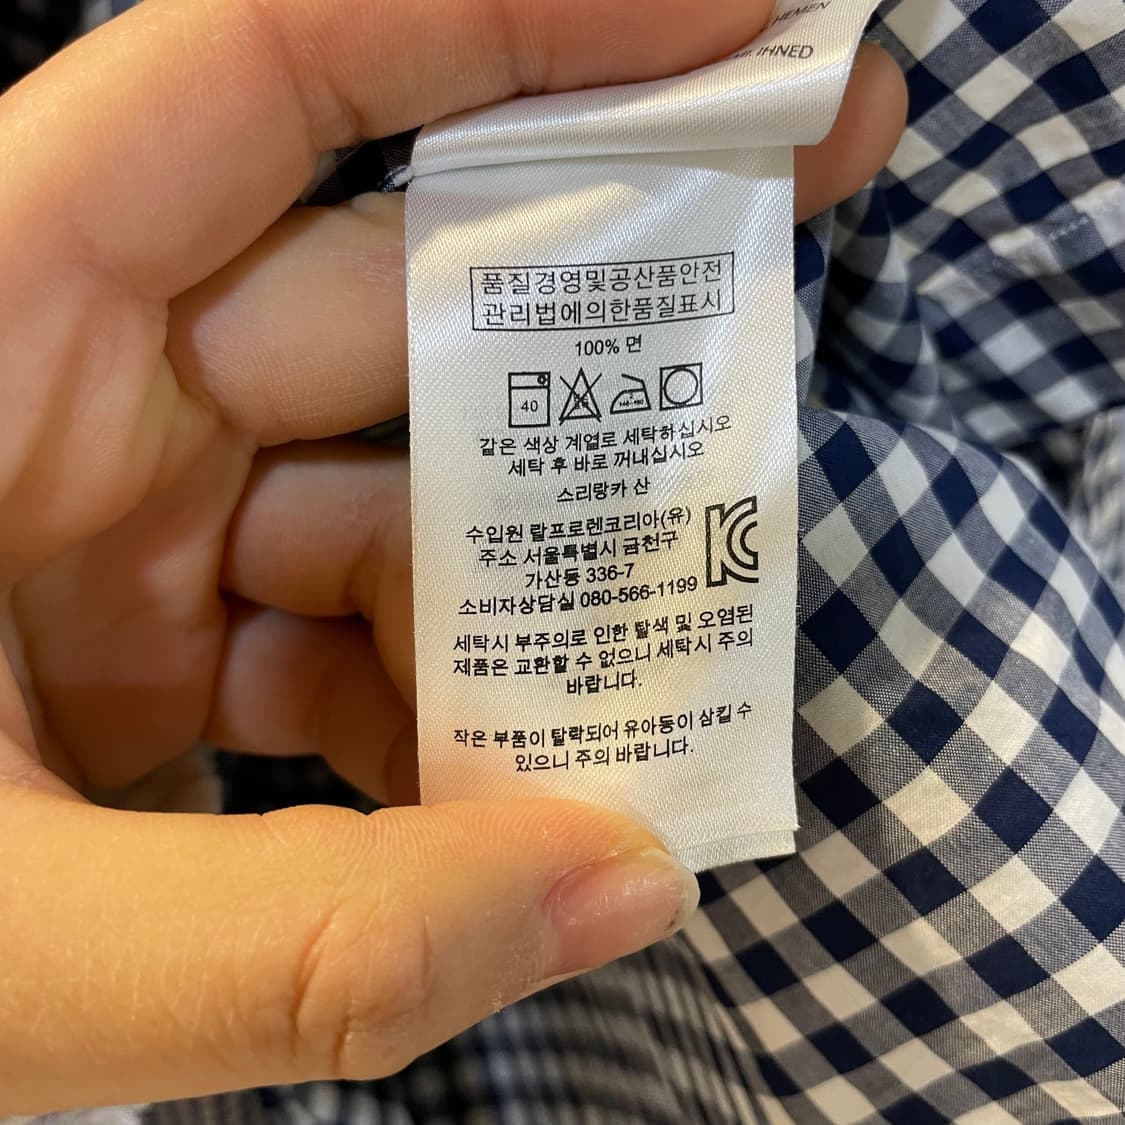 HEMEN
IHNED
품질경영및공산품안전
관리법에의한품질표시
100% 면
40
같은 색상 계열로 세탁하십시오
세탁 후 바로 꺼내십시오
스리랑카 산
수입원 랄프로렌코리아(유)
주소 서울특별시 금천구
가산동 336-7
소비자상담실 080-566-1199
세탁시 부주의로 인한 탈색 및 오염된
제품은 교환할 수 없으니 세탁시 주의
바랍니다.
작은 부품이 탈락되어 유아동이 삼킬 수
있으니 주의 바랍니다.